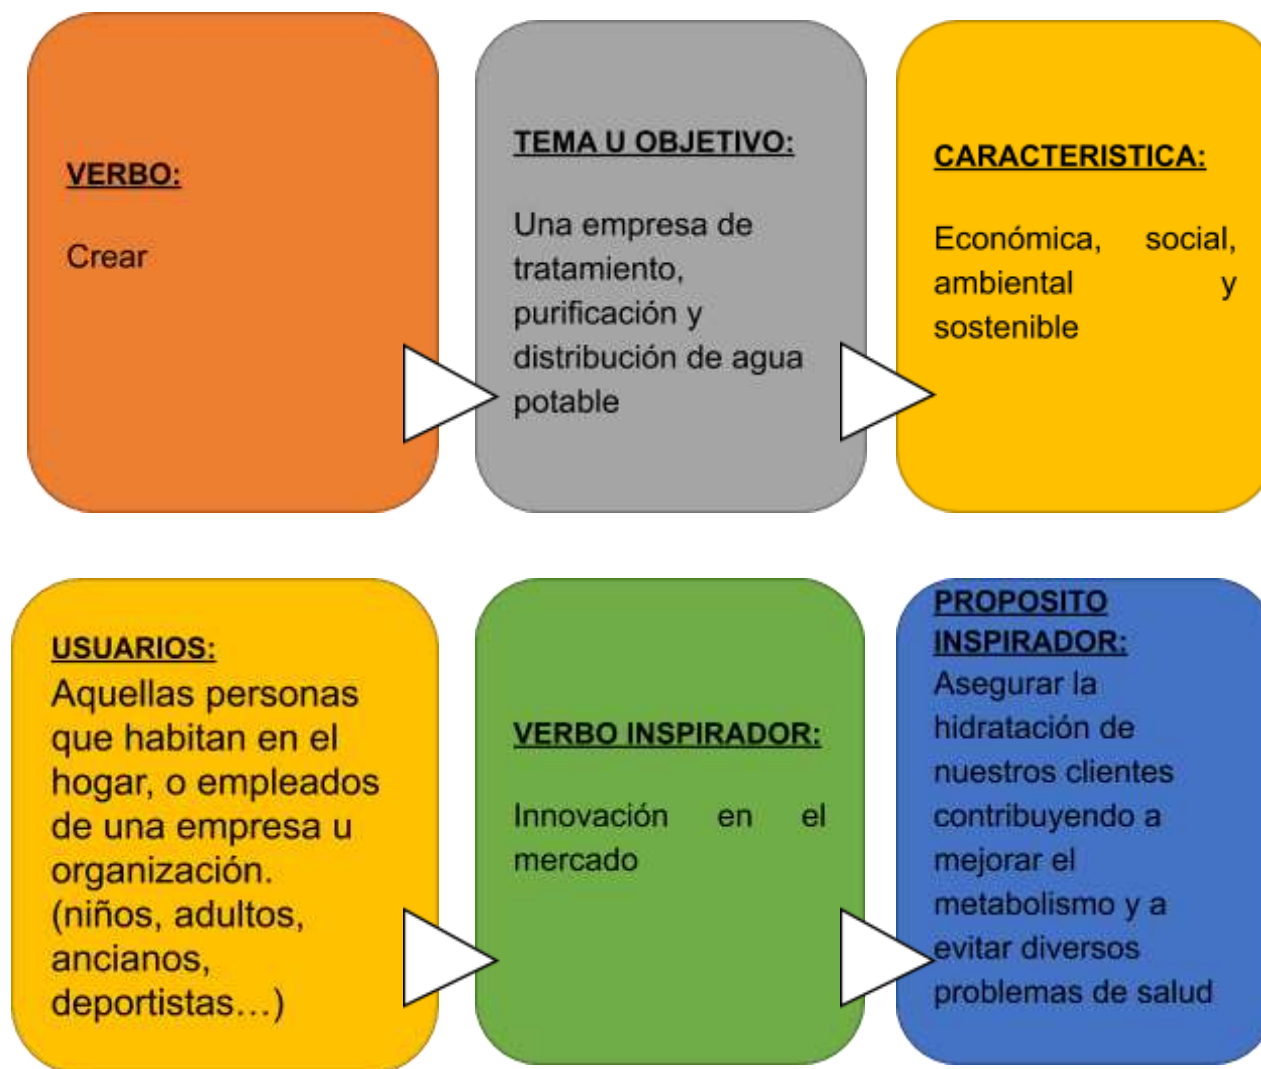 VERBO:
Crear
TEMA U OBJETIVO:
Una empresa de
tratamiento,
purificación y
distribución de agua
potable
CARACTERISTICA:
Económica, social,
ambiental y
sostenible
USUARIOS:
Aquellas personas
que habitan en el
hogar, o empleados
de una empresa u
organización.
(niños, adultos,
ancianos,
deportistas…)
VERBO INSPIRADOR:
Innovación en el
mercado
PROPOSITO
INSPIRADOR:
Asegurar la
hidratación de
nuestros clientes
contribuyendo a
mejorar el
metabolismo y a
evitar diversos
problemas de salud